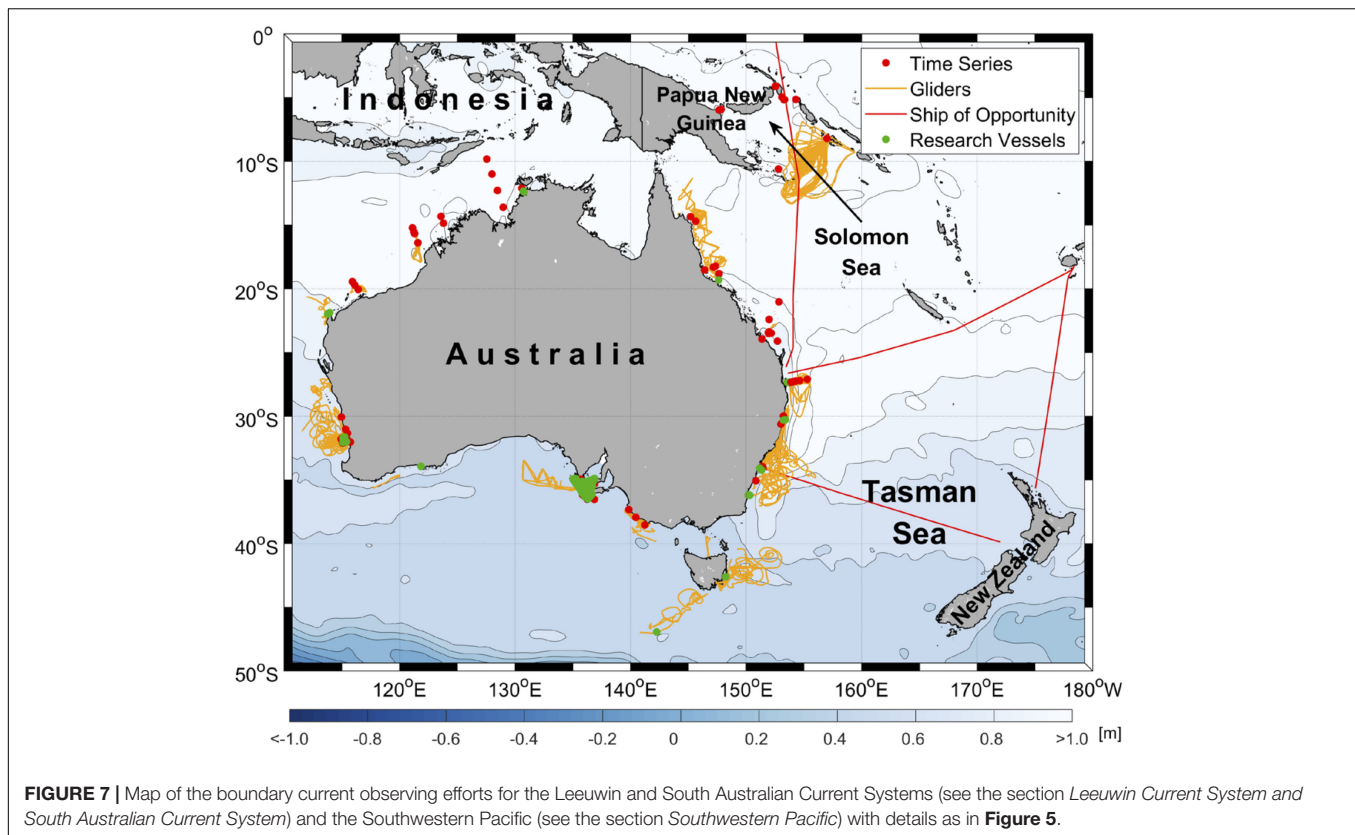 0°
10°S
20°S
30°S
40°S
50°S
Indonesia
Papua New
Guinea
Time Series
Gliders
Ship of Opportunity
Research Vessels
Solomon
Sea
Australia
Tasman
Sea
New Zealand
120°E
130°E
140°E
150°E
160°E
170°E
180°W
<-1.0
-0.8
-0.6
-0.4
-0.2
0
0.2
0.4
0.6
0.8
>1.0
[m]
FIGURE 7 | Map of the boundary current observing efforts for the Leeuwin and South Australian Current Systems (see the section Leeuwin Current System and
South Australian Current System) and the Southwestern Pacific (see the section Southwestern Pacific) with details as in Figure 5.